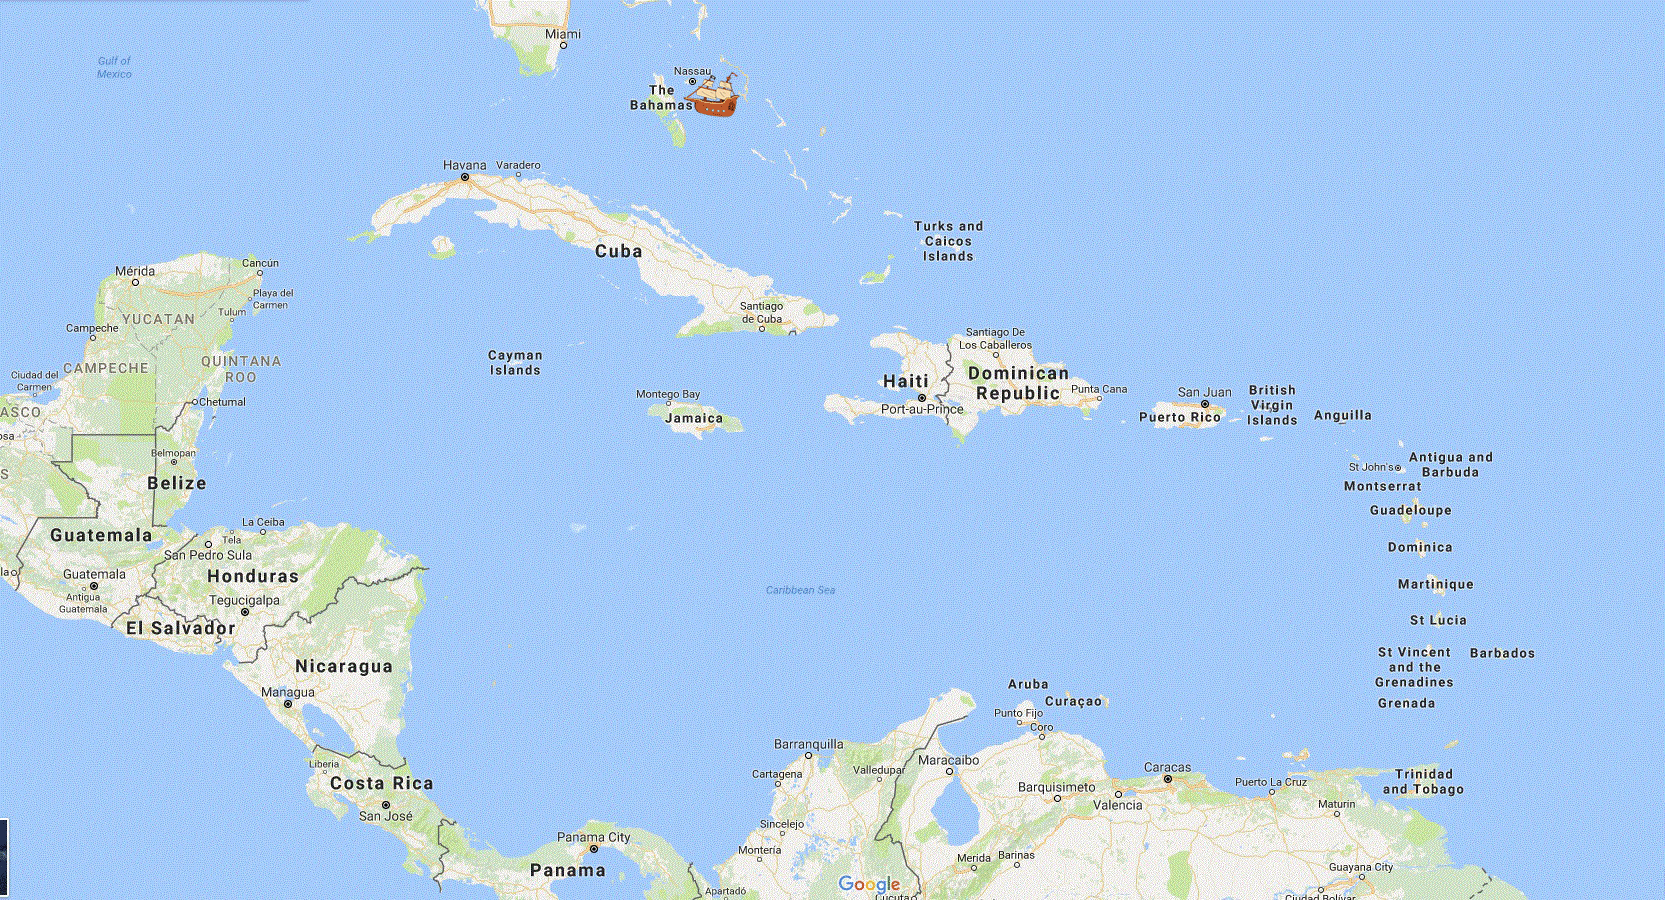 Miami
Gulf of
Mexico
Nassau
The
Bahamas
Havana
Varadero
Turks and
Caicos
Islands
Cuba
Cancún
Mérida
Playa del
Carmen
Tulum
YUCATAN
Campeche
Santiago
de Cuba
Santiago De
Los Caballeros
Cayman
Islands
QUINTANA
ROO
CAMPECHE
Ciudad del
Carmen
Haiti
Dominican
Republic
Punta Cana
San Juan
British
Virgin
Islands
Montego Bay
Chetumal
Port-au-Prince
ASCO
Jamaica
Puerto Rico
Anguilla
osa
Belmopan
Antigua and
Barbuda
St John's
S
Belize
Montserrat
Guadeloupe
La Ceiba
Guatemala
Tela
San Pedro Sula
Dominica
la
Guatemala
Honduras
Martinique
Caribbean Sea
Antigua
Guatemala
Tegucigalpa
St Lucia
El Salvador
St Vincent
and the
Grenadines
Barbados
Nicaragua
Aruba
Curaçao
Grenada
Managua
Punto Fijo
Coro
Barranquilla
Liberia
Maracaibo
Caracas
Cartagena
Valledupar
Trinidad
and Tobago
Costa Rica
Puerto La Cruz
Barquisimeto
Valencia
Maturin
San José
Sincelejo
Panama City
Montería
Merida
Barinas
Panama
Guayana City
Google
Apartadó
Cucuta
Ciudad Bolívar